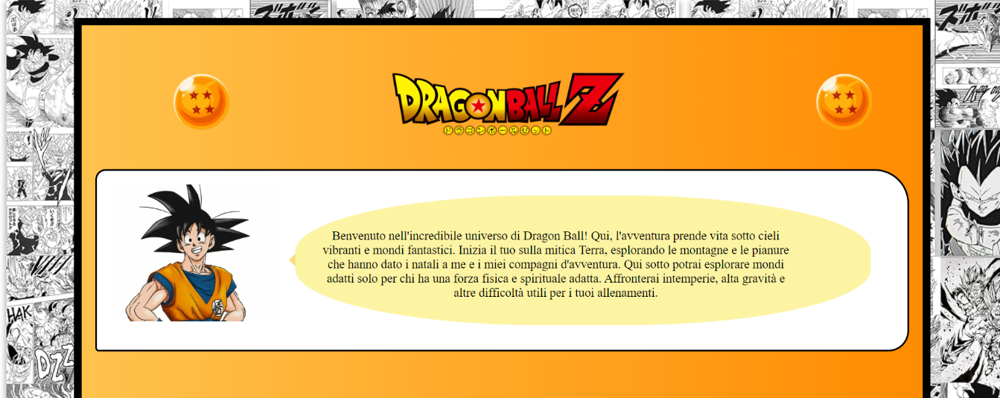 DRAGONBALL Z
ドラゴンボールゼット
Benvenuto nell'incredibile universo di Dragon Ball! Qui, l'avventura prende vita sotto cieli
vibranti e mondi fantastici. Inizia il tuo sulla mitica Terra, esplorando le montagne e le pianure
che hanno dato i natali a me e i miei compagni d'avventura. Qui sotto potrai esplorare mondi
adatti solo per chi ha una forza fisica e spirituale adatta. Affronterai intemperie, alta gravità e
altre difficoltà utili per i tuoi allenamenti.
悟
HAK
DZZ